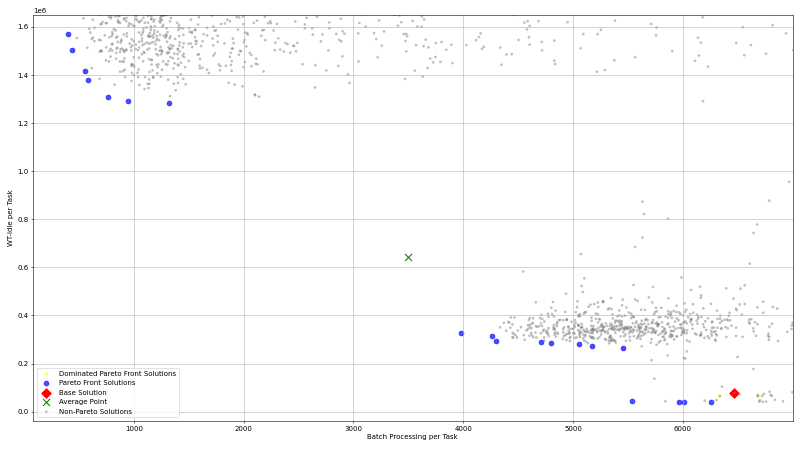 1e6
1.6
1.4
1.2
1.0
0.8
0.6
0.4
0.2
0.0
WT-Idle per Task
Dominated Pareto Front Solutions
Pareto Front Solutions
Base Solution
Average Point
Non-Pareto Solutions
1000 2000 3000 4000 5000 6000
Batch Processing per Task